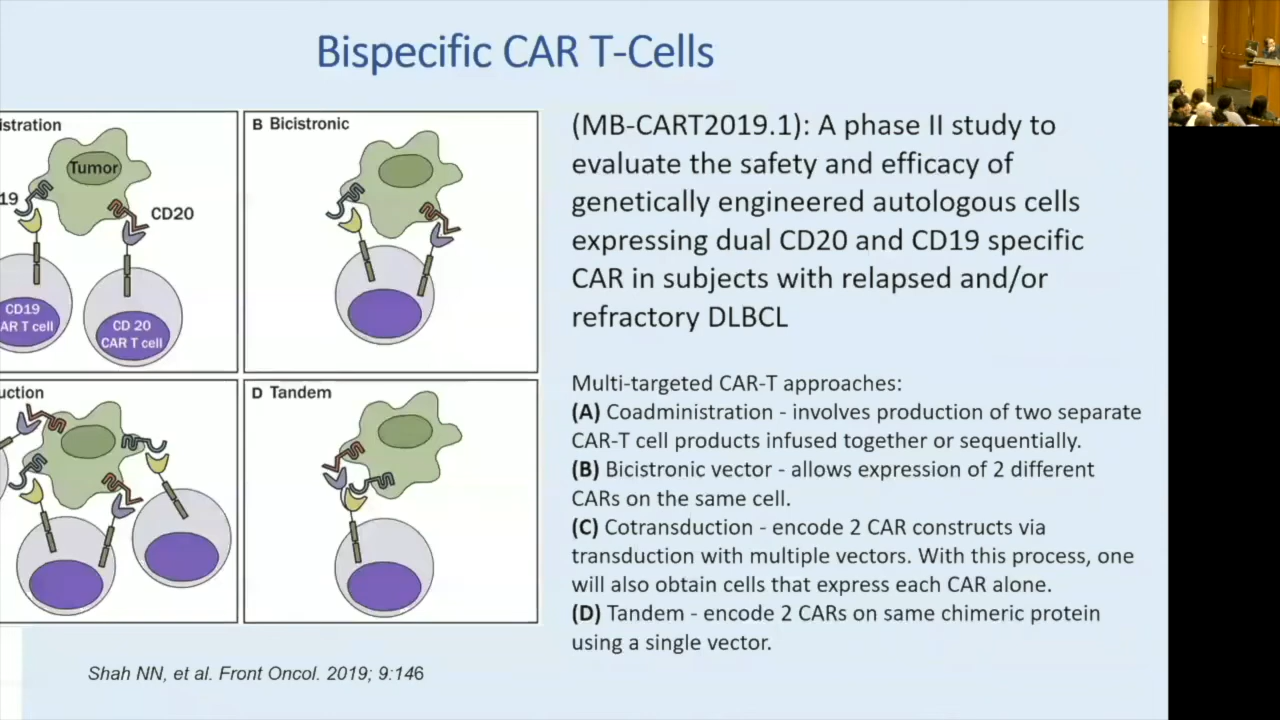 Bispecific CAR T-Cells
istration
Tumor
19
CD20
CD19
AR T cell
CD 20
CAR T cell
B Bicistronic
uction
D Tandem
(MB-CART2019.1): A phase II study to
evaluate the safety and efficacy of
genetically engineered autologous cells
expressing dual CD20 and CD19 specific
CAR in subjects with relapsed and/or
refractory DLBCL
Multi-targeted CAR-T approaches:
(A) Coadministration - involves production of two separate
CAR-T cell products infused together or sequentially.
(B) Bicistronic vector - allows expression of 2 different
CARs on the same cell.
(C) Cotransduction - encode 2 CAR constructs via
transduction with multiple vectors. With this process, one
will also obtain cells that express each CAR alone.
(D) Tandem - encode 2 CARs on same chimeric protein
using a single vector.
Shah NN, et al. Front Oncol. 2019; 9:146